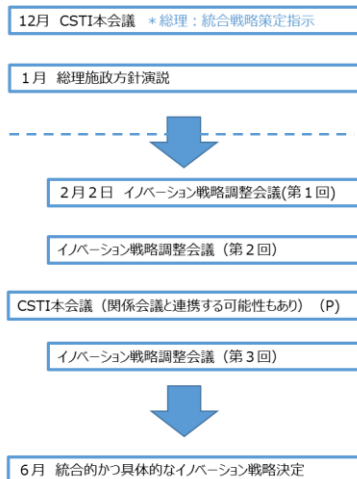 12月 CSTI本会議 ＊総理：統合戦略策定指示
１月 総理施政方針演説
２月２日 イノベーション戦略調整会議(第１回)
イノベーション戦略調整会議（第２回）
CSTI本会議（関係会議と連携する可能性もあり）（P)
イノベーション戦略調整会議（第３回）
６月 統合的かつ具体的なイノベーション戦略決定